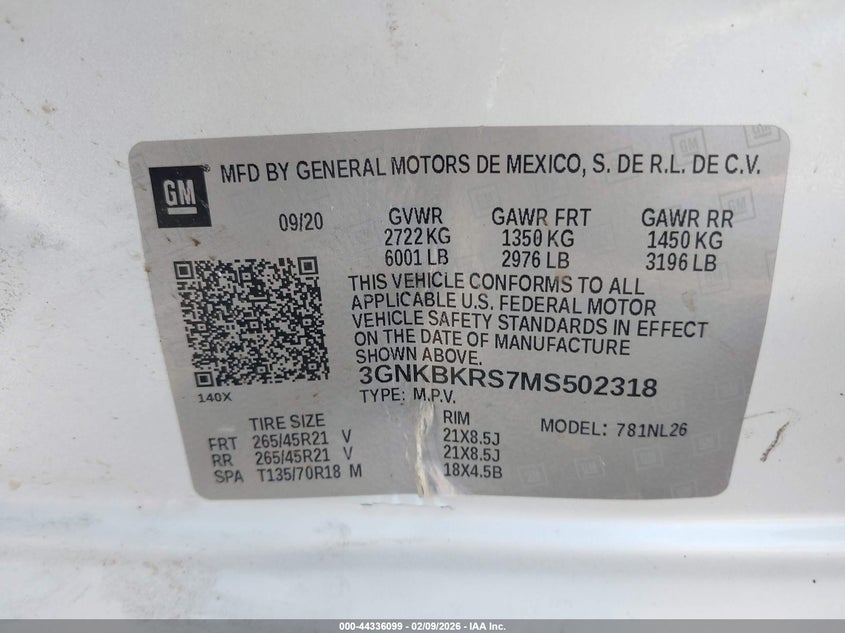 GM
MFD BY GENERAL MOTORS DE MEXICO, S. DE R.L. DE C.V.
09/20
GVWR GAWR FRT GAWR RR
2722 KG 1350 KG 1450 KG
6001 LB 2976 LB 3196 LB
THIS VEHICLE CONFORMS TO ALL
APPLICABLE U.S. FEDERAL MOTOR
VEHICLE SAFETY STANDARDS IN EFFECT
ON THE DATE OF MANUFACTURE
SHOWN ABOVE.
3GNKBKRS7MS502318
140X
TYPE: M.P.V.
TIRE SIZE RIM
MODEL: 781NL26
FRT 265/45R21 V 21X8.5J
RR 265/45R21 V 21X8.5J
SPA T135/70R18 M 18X4.5B
000-44336099 - 02/09/2026 - IAA Inc.